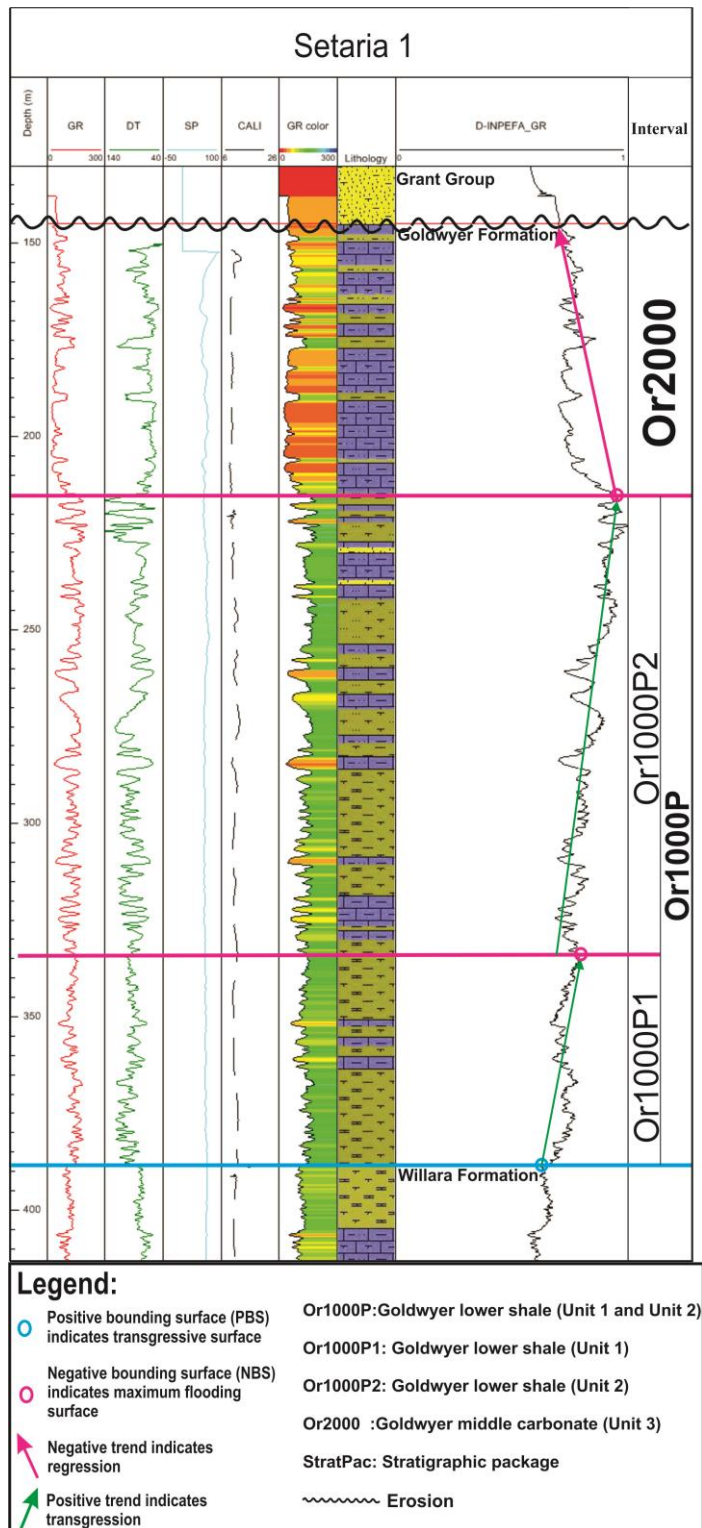 Setaria 1
Depth (m)
GR
DT
SP
CALI
GR color
D-INPEFA_GR
Interval
0 300
140 40
-50 100
6 26
0 300
Lithology
0 1
Grant Group
Goldwyer Formation
150
200
250
300
350
400
Or2000
Or1000P2
Or1000P
Or1000P1
Willara Formation
Legend:
Positive bounding surface (PBS)
indicates transgressive surface
Negative bounding surface (NBS)
indicates maximum flooding
surface
Negative trend indicates
regression
Positive trend indicates
transgression
Or1000P:Goldwyer lower shale (Unit 1 and Unit 2)
Or1000P1: Goldwyer lower shale (Unit 1)
Or1000P2: Goldwyer lower shale (Unit 2)
Or2000 :Goldwyer middle carbonate (Unit 3)
StratPac: Stratigraphic package
Erosion